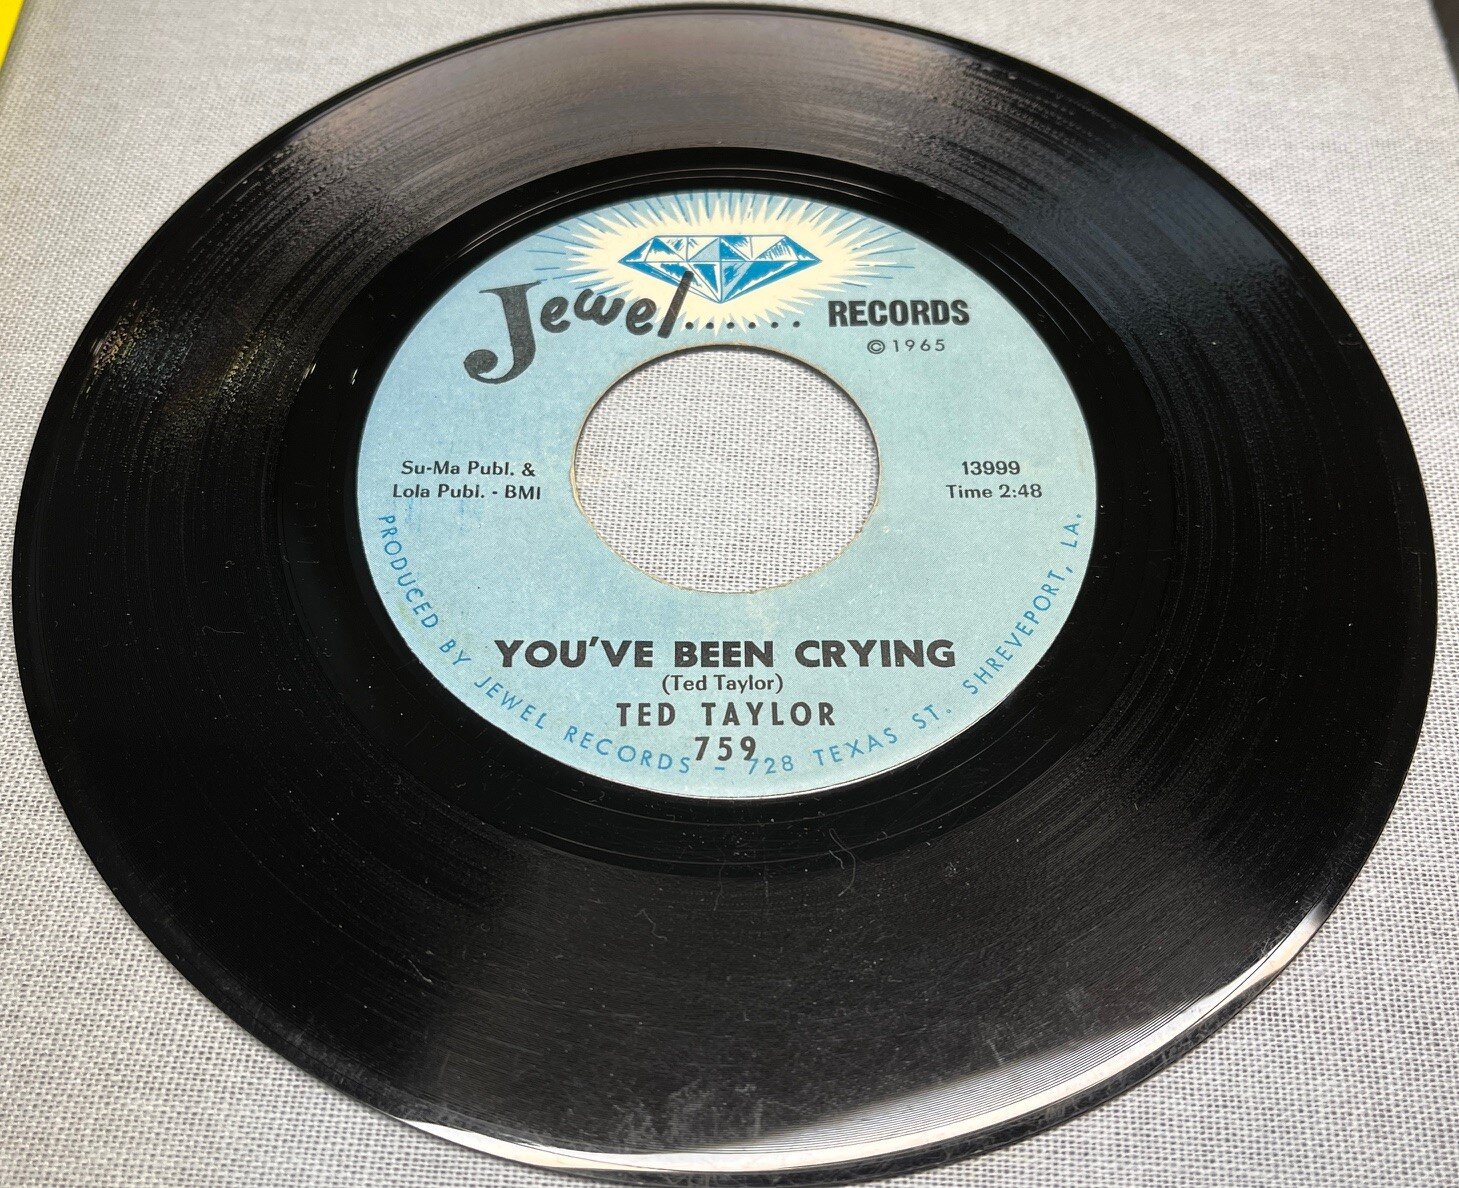 Jewel...... RECORDS
© 1965
Su-Ma Publ. &
Lola Publ. - BMI
13999
Time 2:48
YOU'VE BEEN CRYING
(Ted Taylor)
TED TAYLOR
759
PRODUCED BY JEWEL RECORDS - 728 TEXAS ST. SHREVEPORT, LA.